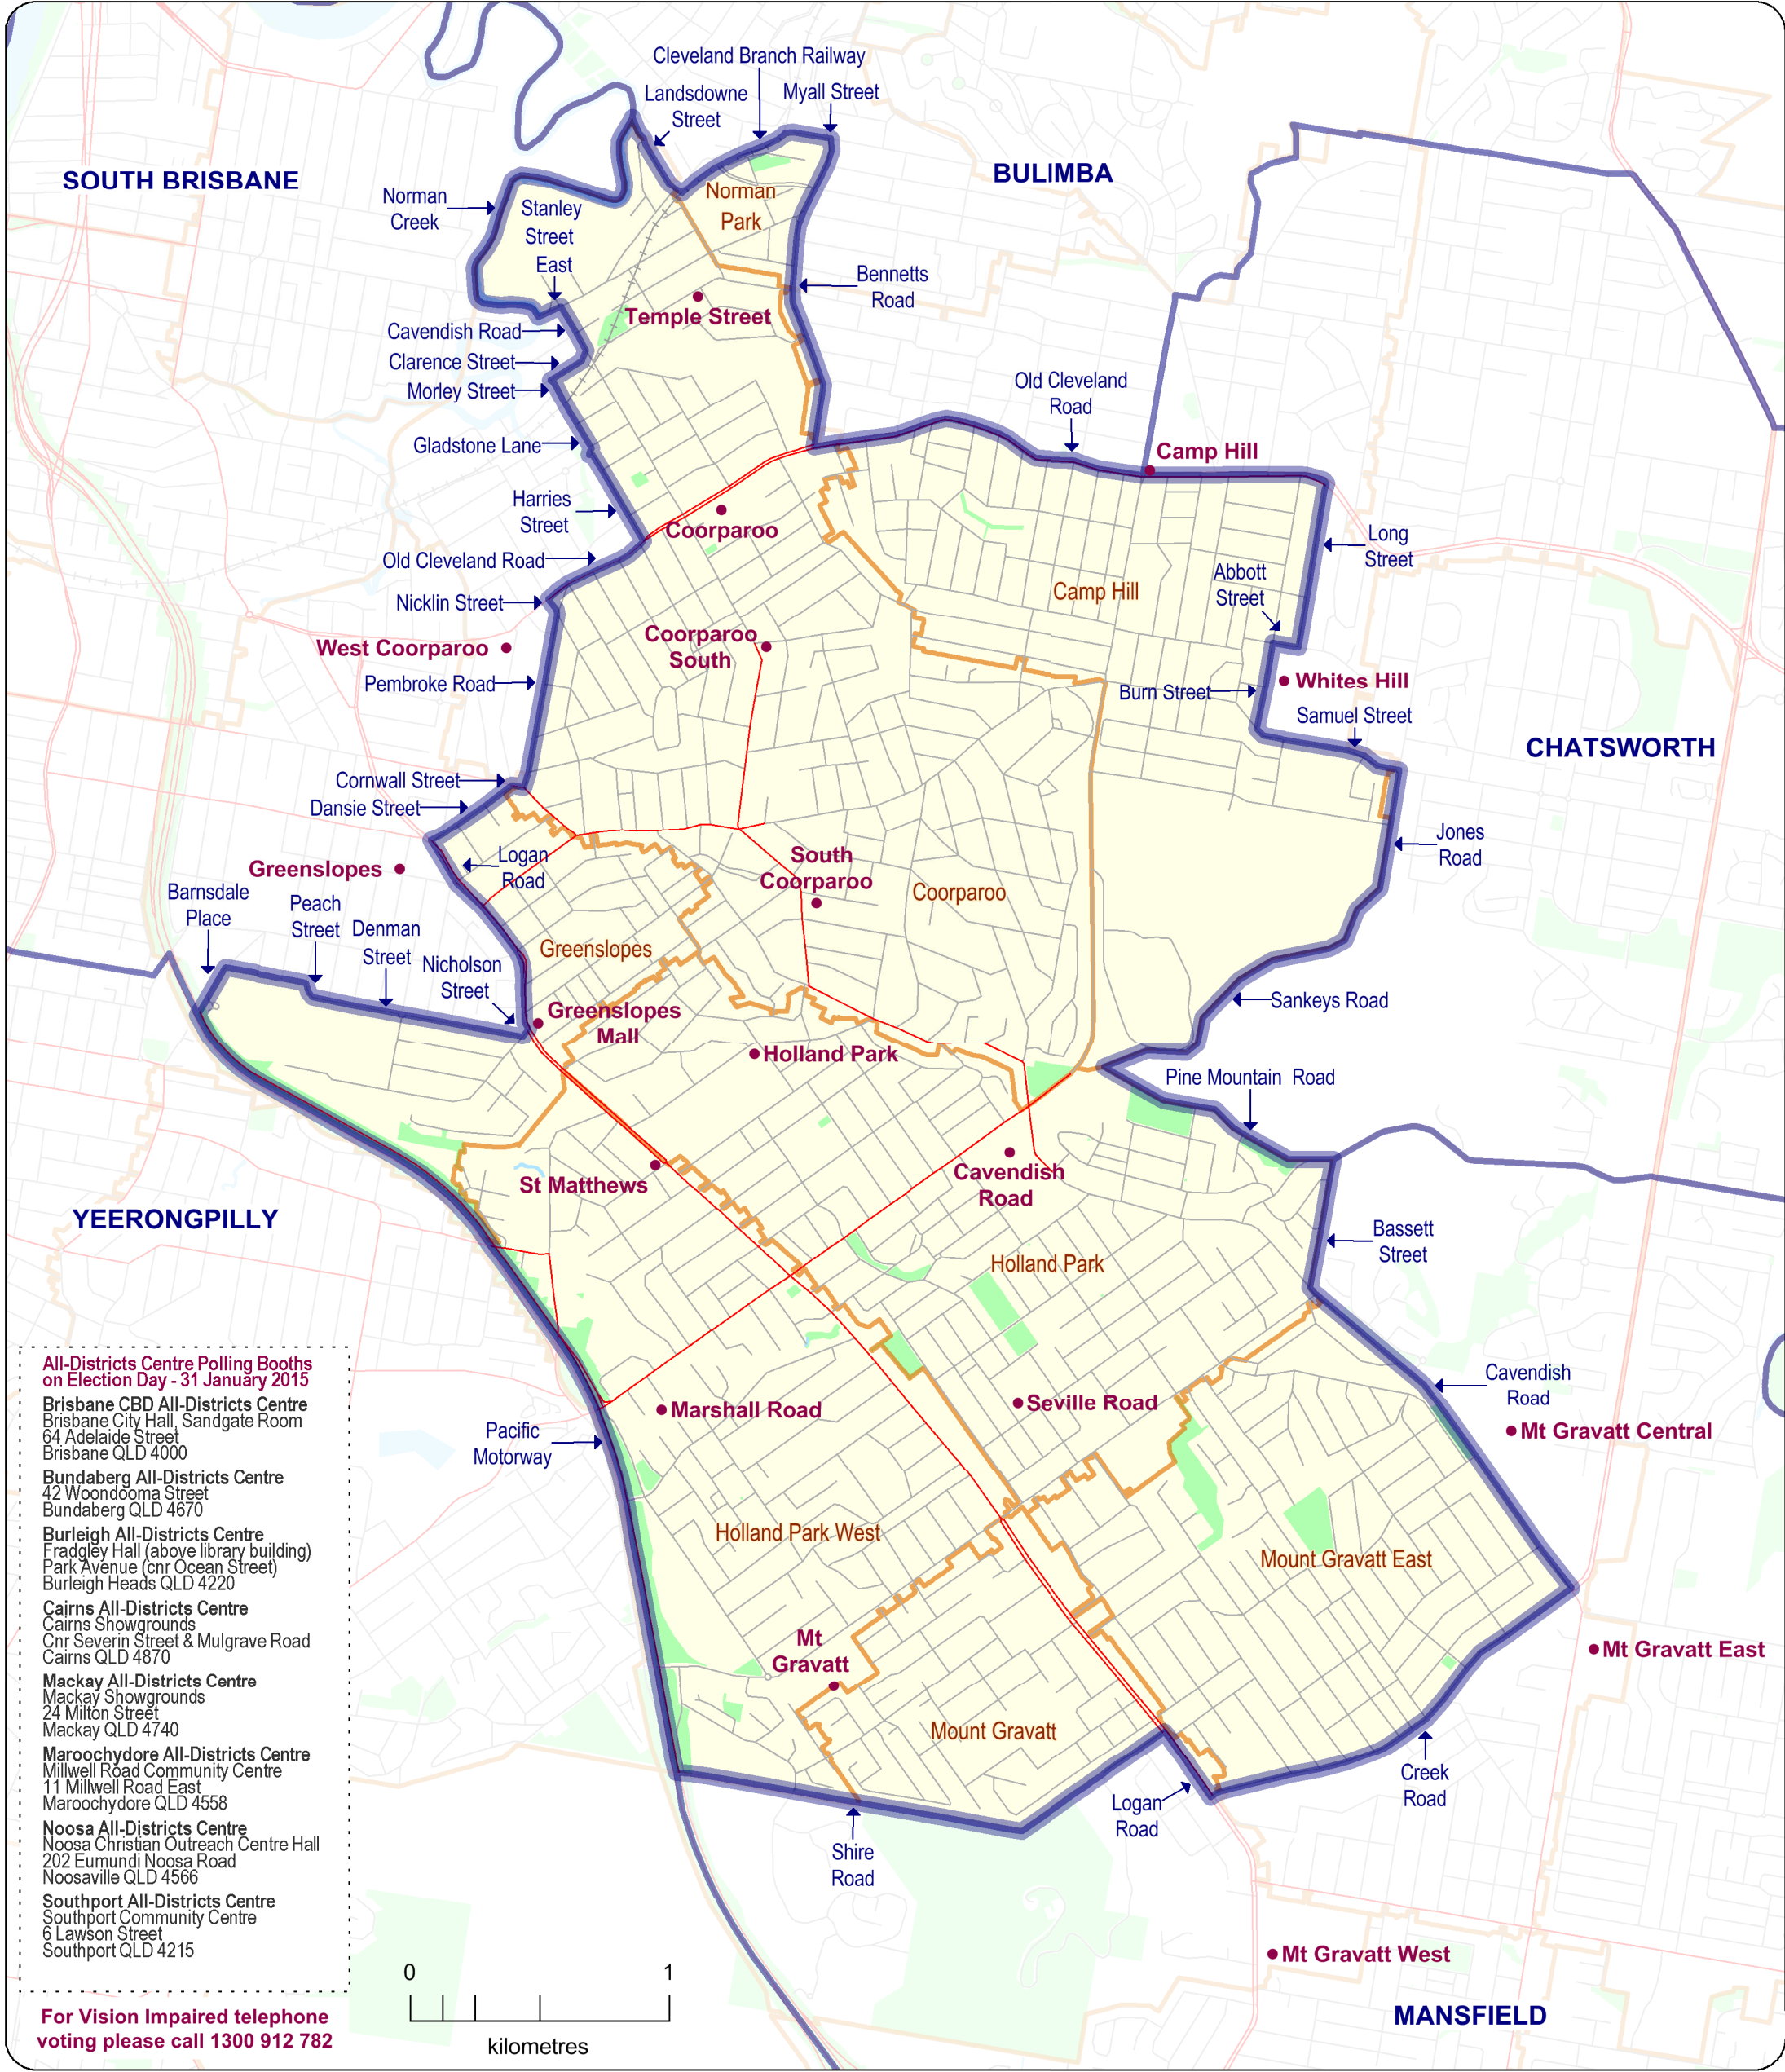 Cleveland Branch Railway
Landsdowne
Street
Myall Street
SOUTH BRISBANE
BULIMBA
Norman
Creek
Stanley
Street
East
Norman
Park
Bennetts
Road
Temple Street
Cavendish Road
Clarence Street
Morley Street
Old Cleveland
Road
Gladstone Lane
Camp Hill
Harries
Street
Coorparoo
Long
Street
Old Cleveland Road
Abbott
Street
Camp Hill
Nicklin Street
West Coorparoo
Coorparoo
South
Pembroke Road
Burn Street
Whites Hill
Samuel Street
CHATSWORTH
Cornwall Street
Dansie Street
Jones
Road
Logan
Road
South
Coorparoo
Greenslopes
Coorparoo
Barnsdale
Place
Peach
Street
Denman
Street
Nicholson
Street
Greenslopes
Sankeys Road
Greenslopes
Mall
Holland Park
Pine Mountain Road
St Matthews
Cavendish
Road
YEERONGPILLY
Bassett
Street
Holland Park
All-Districts Centre Polling Booths
on Election Day - 31 January 2015
Brisbane CBD All-Districts Centre
Brisbane City Hall, Sandgate Room
64 Adelaide Street
Brisbane QLD 4000
Bundaberg All-Districts Centre
42 Woondooma Street
Bundaberg QLD 4670
Burleigh All-Districts Centre
Fradgley Hall (above library building)
Park Avenue (cnr Ocean Street)
Burleigh Heads QLD 4220
Cairns All-Districts Centre
Cairns Showgrounds
Cnr Severin Street & Mulgrave Road
Cairns QLD 4870
Mackay All-Districts Centre
Mackay Showgrounds
24 Milton Street
Mackay QLD 4740
Maroochydore All-Districts Centre
Millwell Road Community Centre
11 Millwell Road East
Maroochydore QLD 4558
Noosa All-Districts Centre
Noosa Christian Outreach Centre Hall
202 Eumundi Noosa Road
Noosaville QLD 4566
Southport All-Districts Centre
Southport Community Centre
6 Lawson Street
Southport QLD 4215
For Vision Impaired telephone
voting please call 1300 912 782
Cavendish
Road
Marshall Road
Seville Road
Mt Gravatt Central
Pacific
Motorway
Holland Park West
Mount Gravatt East
Mt
Gravatt
Mt Gravatt East
Mount Gravatt
Creek
Road
Logan
Road
Shire
Road
Mt Gravatt West
0 1
kilometres
MANSFIELD